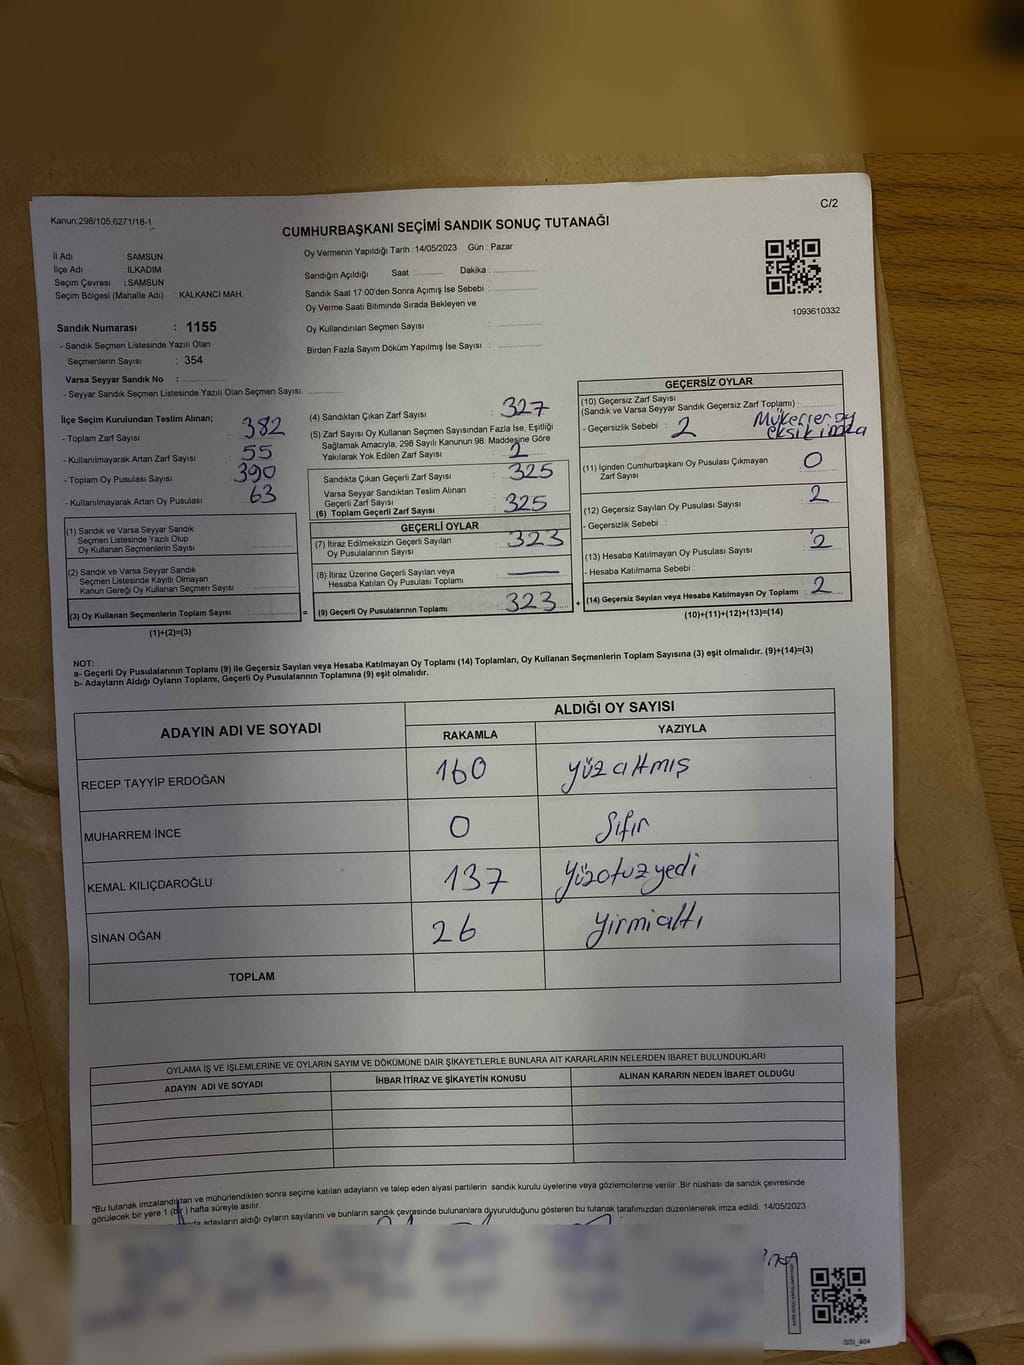 Kanun:298/105;6271/18-1
C/2
CUMHURBAŞKANI SEÇİMİ SANDIK SONUÇ TUTANAĞI
İl Adı : SAMSUN
İlçe Adı : İLKADIM
Seçim Çevresi : SAMSUN
Seçim Bölgesi (Mahalle Adı) : KALKANCI MAH.
Sandık Numarası : 1155
- Sandık Seçmen Listesinde Yazılı Olan
Seçmenlerin Sayısı : 354
Varsa Seyyar Sandık No :
- Seyyar Sandık Seçmen Listesinde Yazılı Olan Seçmen Sayısı:
Oy Vermenin Yapıldığı Tarih :14/05/2023 Gün : Pazar
Sandığın Açıldığı Saat : Dakika :
Sandık Saat 17:00'den Sonra Açımış İse Sebebi :
Oy Verme Saati Bitiminde Sırada Bekleyen ve
Oy Kullandırılan Seçmen Sayısı :
Birden Fazla Sayım Döküm Yapılmış İse Sayısı :
1093610332
İlçe Seçim Kurulundan Teslim Alınan;
- Toplam Zarf Sayısı : 382
- Kullanılmayarak Artan Zarf Sayısı : 55
- Toplam Oy Pusulası Sayısı : 390
- Kullanılmayarak Artan Oy Pusulası : 63
(1) Sandık ve Varsa Seyyar Sandık
Seçmen Listesinde Yazılı Olup
Oy Kullanan Seçmenlerin Sayısı :
(2) Sandık ve Varsa Seyyar Sandık
Seçmen Listesinde Kayıtlı Olmayan
Kanun Gereği Oy Kullanan Seçmen Sayısı :
(3) Oy Kullanan Seçmenlerin Toplam Sayısı : =
(1)+(2)=(3)
(4) Sandıktan Çıkan Zarf Sayısı : 327
(5) Zarf Sayısı Oy Kullanan Seçmen Sayısından Fazla İse, Eşitliği
Sağlamak Amacıyla, 298 Sayılı Kanunun 98. Maddesine Göre
Yakılarak Yok Edilen Zarf Sayısı : 2
Sandıkta Çıkan Geçerli Zarf Sayısı : 325
Varsa Seyyar Sandıktan Teslim Alınan
Geçerli Zarf Sayısı :
(6) Toplam Geçerli Zarf Sayısı : 325
GEÇERLİ OYLAR
(7) İtiraz Edilmeksizin Geçerli Sayılan
Oy Pusulalarının Sayısı : 323
(8) İtiraz Üzerine Geçerli Sayılan veya
Hesaba Katılan Oy Pusulası Toplamı : —
(9) Geçerli Oy Pusulalarının Toplamı : 323 +
GEÇERSİZ OYLAR
(10) Geçersiz Zarf Sayısı
(Sandık ve Varsa Seyyar Sandık Geçersiz Zarf Toplamı) :
- Geçersizlik Sebebi : 2 Mükerrer oy
eksik imza
(11) İçinden Cumhurbaşkanı Oy Pusulası Çıkmayan
Zarf Sayısı : 0
(12) Geçersiz Sayılan Oy Pusulası Sayısı : 2
- Geçersizlik Sebebi :
(13) Hesaba Katılmayan Oy Pusulası Sayısı : 2
- Hesaba Katılmama Sebebi :
(14) Geçersiz Sayılan veya Hesaba Katılmayan Oy Toplamı : 2
(10)+(11)+(12)+(13)=(14)
NOT:
a- Geçerli Oy Pusulalarının Toplamı (9) ile Geçersiz Sayılan veya Hesaba Katılmayan Oy Toplamı (14) Toplamları, Oy Kullanan Seçmenlerin Toplam Sayısına (3) eşit olmalıdır. (9)+(14)=(3)
b- Adayların Aldığı Oyların Toplamı, Geçerli Oy Pusulalarının Toplamına (9) eşit olmalıdır.
ADAYIN ADI VE SOYADI
ALDIĞI OY SAYISI
RAKAMLA YAZIYLA
RECEP TAYYİP ERDOĞAN 160 yüzaltmış
MUHARREM İNCE 0 Sıfır
KEMAL KILIÇDAROĞLU 137 yüzotuzyedi
SİNAN OĞAN 26 yirmialtı
TOPLAM
OYLAMA İŞ VE İŞLEMLERİNE VE OYLARIN SAYIM VE DÖKÜMÜNE DAİR ŞİKAYETLERLE BUNLARA AİT KARARLARIN NELERDEN İBARET BULUNDUKLARI
ADAYIN ADI VE SOYADI İHBAR İTİRAZ VE ŞİKAYETİN KONUSU ALINAN KARARIN NEDEN İBARET OLDUĞU
*Bu tutanak imzalandıktan ve mühürlendikten sonra seçime katılan adayların ve talep eden siyasi partilerin sandık kurulu üyelerine veya gözlemcilerine verilir. Bir nüshası da sandık çevresinde
görülecek bir yere 1 (bir) hafta süreyle asılır.
adayların aldığı oyların sayılarını ve bunların sandık çevresinde bulunanlara duyurulduğunu gösteren bu tutanak tarafımızdan düzenlenerek imza edildi. 14/05/2023
SSI_404